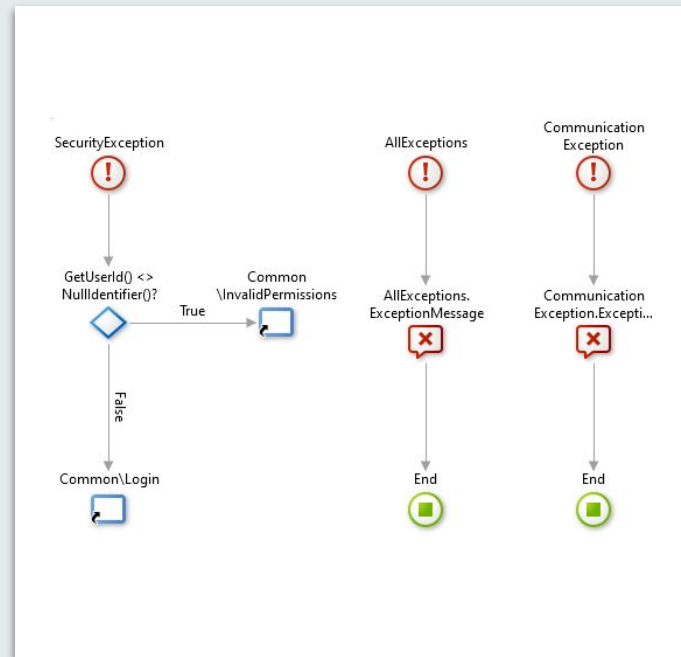 SecurityException
GetUserId() <>
NullIdentifier()?
True
Common
\InvalidPermissions
False
Common\Login
AllExceptions
AllExceptions.
ExceptionMessage
End
Communication
Exception
Communication
Exception.Excepti...
End